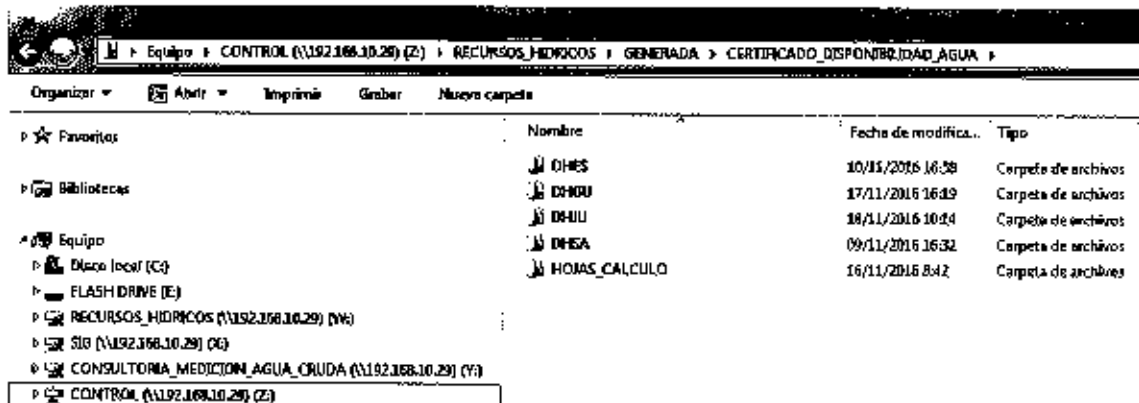 Equipo ▸ CONTROL (\\192.168.10.29) (Z:) ▸ RECURSOS_HIDRICOS ▸ GENERADA ▸ CERTIFICADO_DISPONIBILIDAD_AGUA ▸
Organizar Abrir Imprimir Grabar Nueva carpeta
Favoritos
Bibliotecas
Equipo
Disco local (C:)
FLASH DRIVE (E:)
RECURSOS_HIDRICOS (\\192.168.10.29) (W:)
SIG (\\192.168.10.29) (X:)
CONSULTORIA_MEDICION_AGUA_CRUDA (\\192.168.10.29) (Y:)
CONTROL (\\192.168.10.29) (Z:)
Nombre Fecha de modifica... Tipo
DHES 16:38 Carpeta de archivos
DHGU 17/11/2016 16:19 Carpeta de archivos
DHJU 18/11/2016 Carpeta de archivos
DHSA 09/11/2016 16:32 Carpeta de archivos
HOJAS_CALCULO 16/11/2016 8:42 Carpeta de archivos